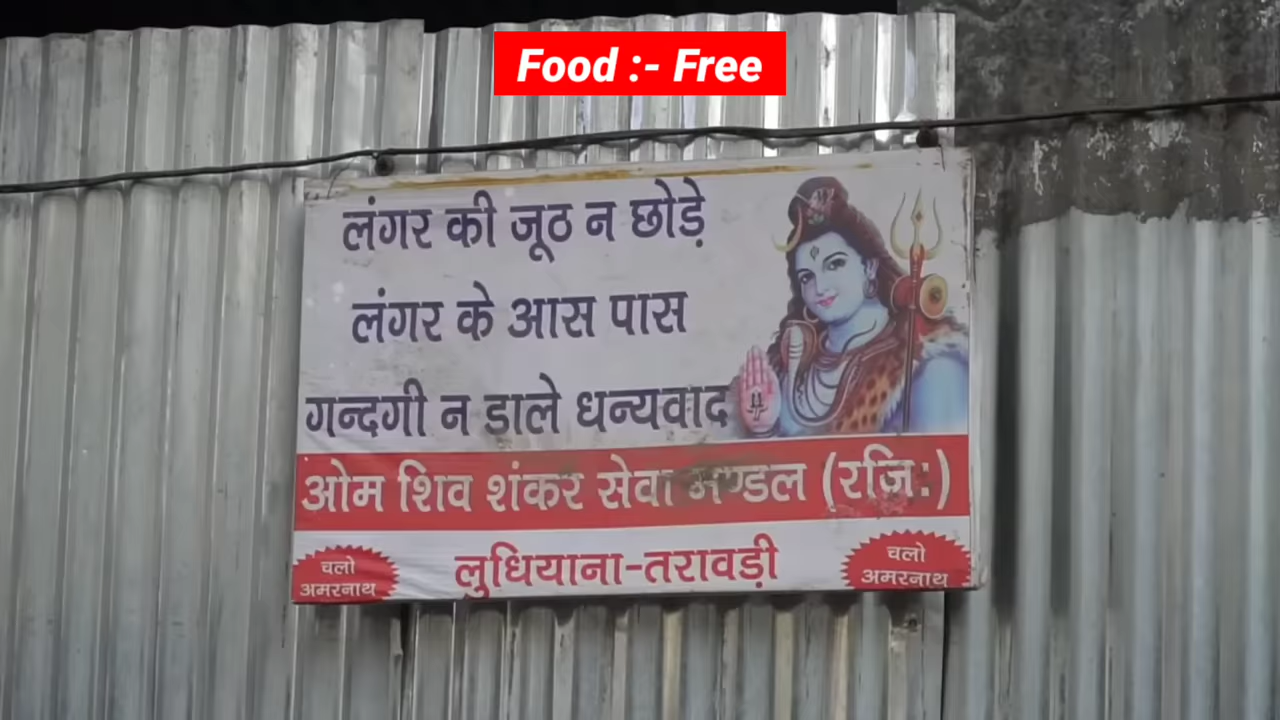 Food :- Free
लंगर की जूठ न छोड़े
लंगर के आस पास
गन्दगी न डाले धन्यवाद
ओम शिव शंकर सेवा मण्डल (रजि:)
चलो
अमरनाथ
लुधियाना-तरावड़ी
चलो
अमरनाथ